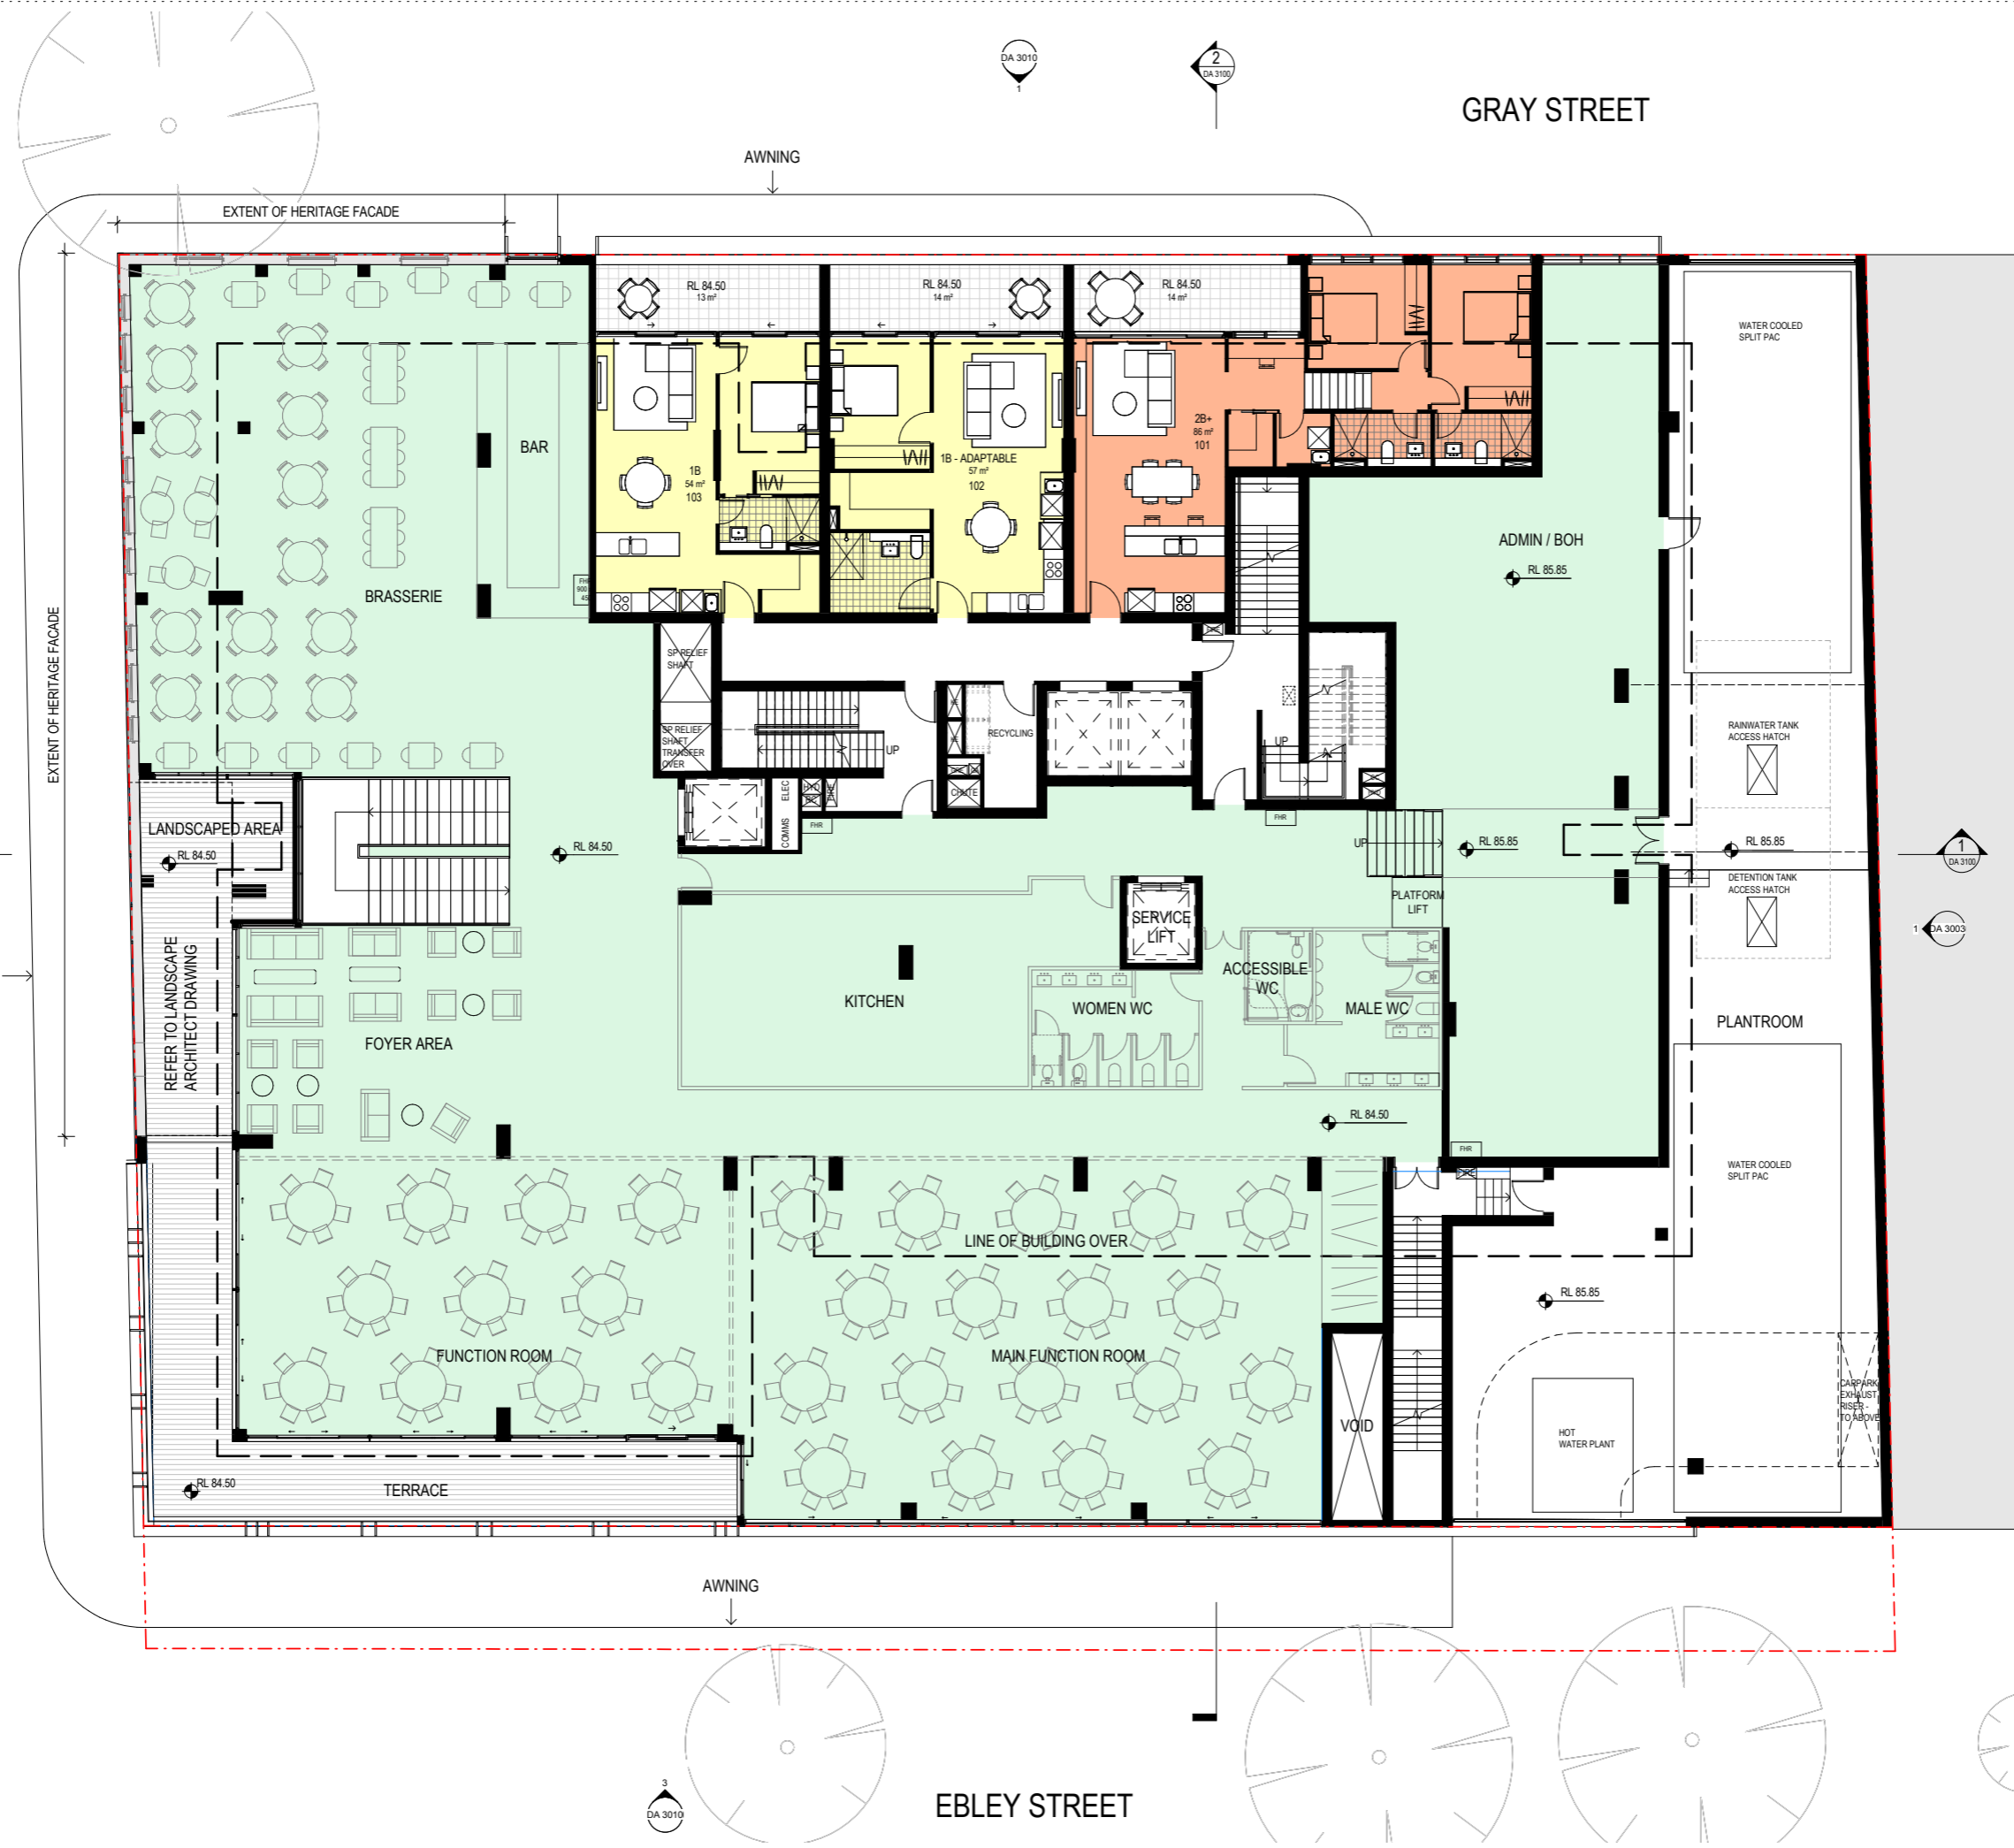 DA 3010
1
2
DA 3100
GRAY STREET
AWNING
EXTENT OF HERITAGE FACADE
RL 84.50
13 m²
RL 84.50
14 m²
RL 84.50
14 m²
WATER COOLED
SPLIT PAC
BAR
1B
54 m²
103
1B - ADAPTABLE
57 m²
102
2B+
86 m²
101
ADMIN / BOH
RL 85.85
FHR
900
BRASSERIE
EXTENT OF HERITAGE FACADE
SP RELIEF
SHAFT
SP RELIEF
SHAFT
TRANSFER
OVER
UP
RECYCLING
CHUTE
UP
RAINWATER TANK
ACCESS HATCH
ELEC
COMMS
FHR
FHR
LANDSCAPED AREA
RL 84.50
RL 84.50
UP
RL 85.85
RL 85.85
1
DA 3100
DETENTION TANK
ACCESS HATCH
PLATFORM
LIFT
SERVICE
LIFT
1
DA 3003
REFER TO LANDSCAPE
ARCHITECT DRAWING
ACCESSIBLE
WC
KITCHEN
WOMEN WC
MALE WC
PLANTROOM
FOYER AREA
RL 84.50
FHR
WATER COOLED
SPLIT PAC
LINE OF BUILDING OVER
RL 85.85
FUNCTION ROOM
MAIN FUNCTION ROOM
CARPARK
EXHAUST
RISER -
TO ABOVE
VOID
HOT
WATER PLANT
RL 84.50
TERRACE
AWNING
3
DA 3010
EBLEY STREET